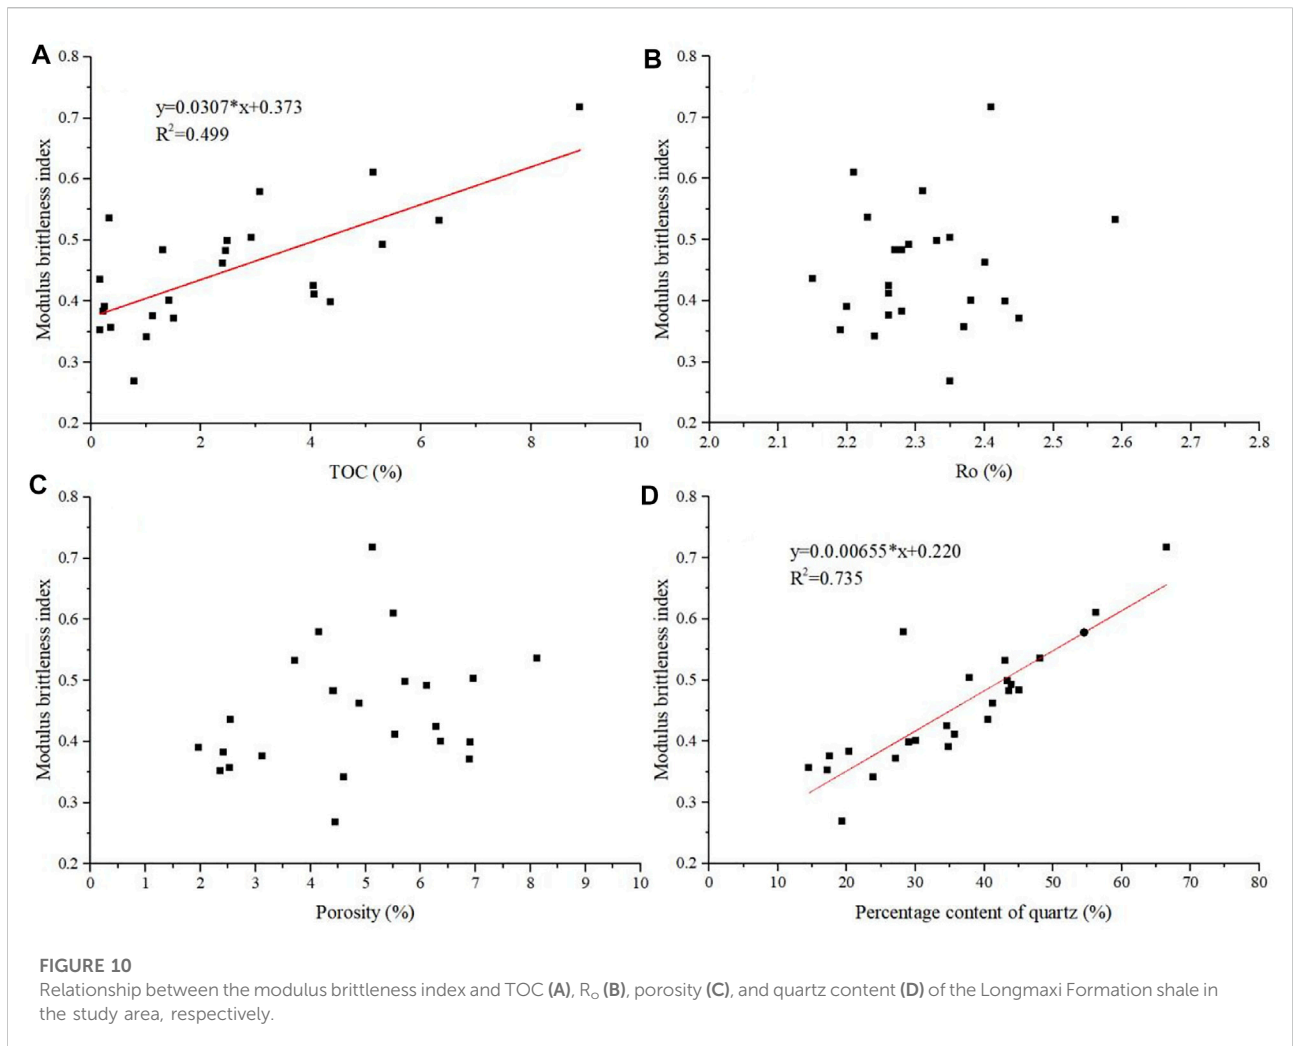 A
0.8
0.7
0.6
0.5
0.4
0.3
0.2
Modulus brittleness index
y=0.0307*x+0.373
R²=0.499
0 2 4 6 8 10
TOC (%)
B
0.8
0.7
0.6
0.5
0.4
0.3
0.2
Modulus brittleness index
2.0 2.1 2.2 2.3 2.4 2.5 2.6 2.7 2.8
Ro (%)
C
0.8
0.7
0.6
0.5
0.4
0.3
0.2
Modulus brittleness index
0 1 2 3 4 5 6 7 8 9 10
Porosity (%)
D
0.8
0.7
0.6
0.5
0.4
0.3
0.2
Modulus brittleness index
y=0.0.00655*x+0.220
R²=0.735
0 10 20 30 40 50 60 70 80
Percentage content of quartz (%)
FIGURE 10
Relationship between the modulus brittleness index and TOC (A), Ro (B), porosity (C), and quartz content (D) of the Longmaxi Formation shale in
the study area, respectively.